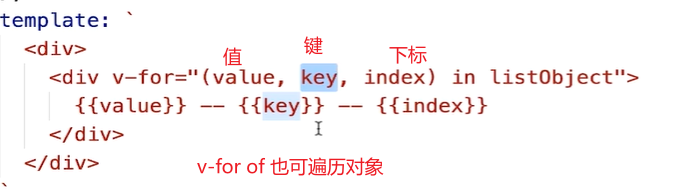 template: `
<div>
值 键 下标
<div v-for="(value, key, index) in listObject">
{{value}} -- {{key}} -- {{index}}
</div>
</div>
v-for of 也可遍历对象
`